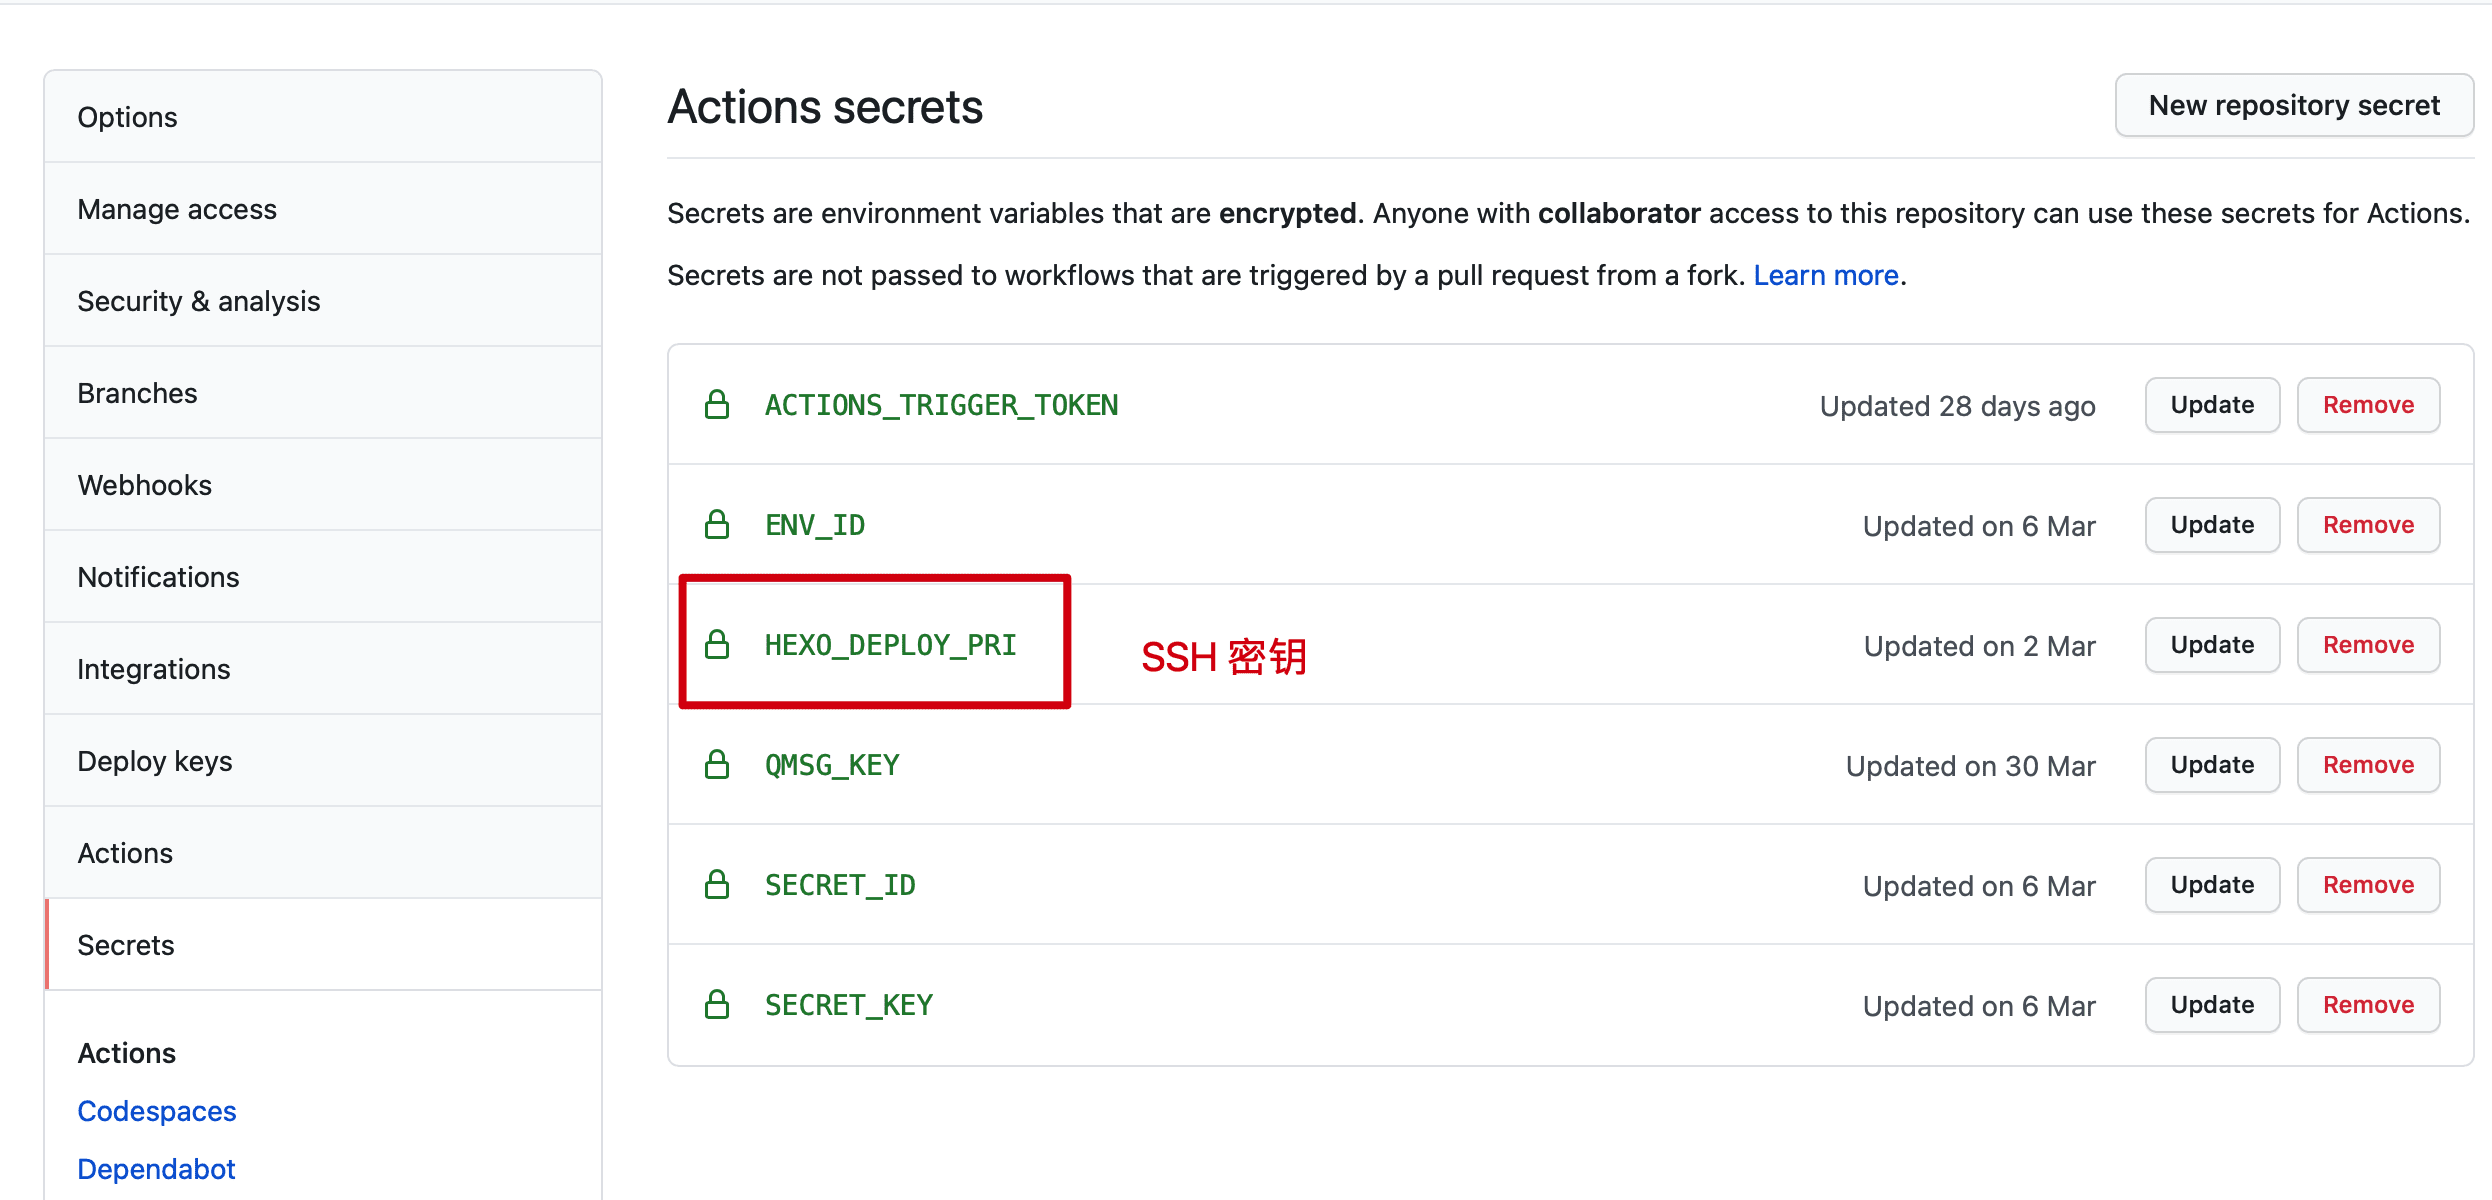 Options
Manage access
Security & analysis
Branches
Webhooks
Notifications
Integrations
Deploy keys
Actions
Secrets
Actions
Codespaces
Dependabot
Actions secrets
New repository secret
Secrets are environment variables that are encrypted. Anyone with collaborator access to this repository can use these secrets for Actions.
Secrets are not passed to workflows that are triggered by a pull request from a fork. Learn more.
ACTIONS_TRIGGER_TOKEN Updated 28 days ago Update Remove
ENV_ID Updated on 6 Mar Update Remove
HEXO_DEPLOY_PRI SSH 密钥 Updated on 2 Mar Update Remove
QMSG_KEY Updated on 30 Mar Update Remove
SECRET_ID Updated on 6 Mar Update Remove
SECRET_KEY Updated on 6 Mar Update Remove